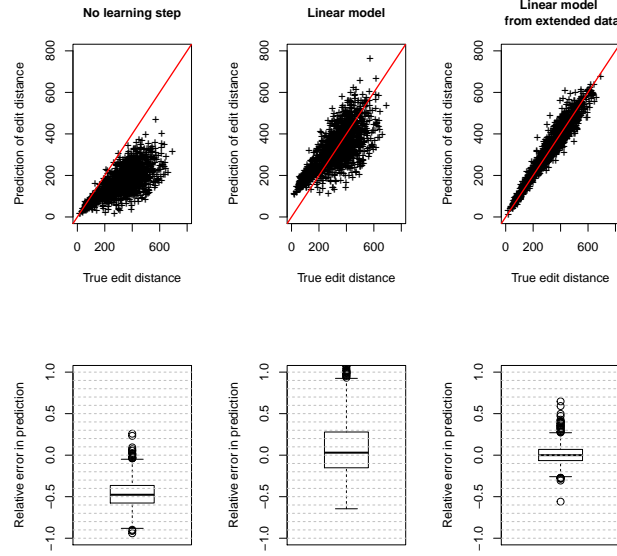 No learning step
Linear model
Linear model
from extended data
Prediction of edit distance
0 200 400 600 800
0 200 600
True edit distance
Prediction of edit distance
0 200 400 600 800
0 200 600
True edit distance
Prediction of edit distance
0 200 400 600 800
0 200 600
True edit distance
Relative error in prediction
−1.0 −0.5 0.0 0.5 1.0
Relative error in prediction
−1.0 −0.5 0.0 0.5 1.0
Relative error in prediction
−1.0 −0.5 0.0 0.5 1.0